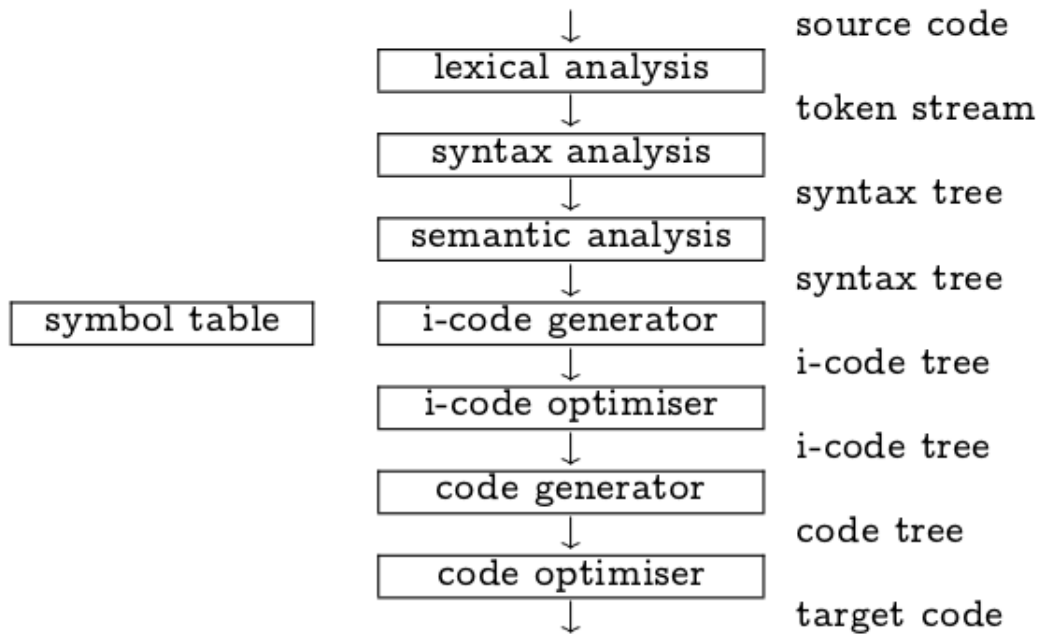 source code
lexical analysis
token stream
syntax analysis
syntax tree
semantic analysis
syntax tree
symbol table
i-code generator
i-code tree
i-code optimiser
i-code tree
code generator
code tree
code optimiser
target code